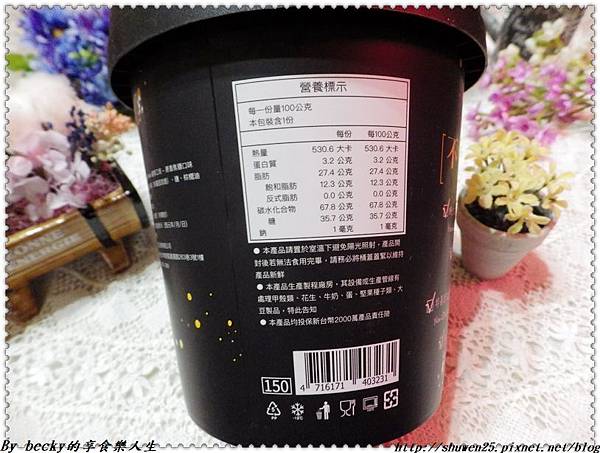 營養標示
每一份量100公克
本包裝含1份
每份 每100公克
熱量 530.6 大卡 530.6 大卡
蛋白質 3.2 公克 3.2 公克
脂肪 27.4 公克 27.4 公克
飽和脂肪 12.3 公克 12.3 公克
反式脂肪 0.0 公克 0.0 公克
碳水化合物 67.8 公克 67.8 公克
糖 35.7 公克 35.7 公克
鈉 1 毫克 1 毫克
●本產品請置於室溫下避免陽光照射，產品開
封後若無法食用完畢，請務必將桶蓋蓋緊以維持
產品新鮮
●本產品生產製程廠房，其設備或生產管線有
處理甲殼類、花生、牛奶、蛋、堅果種子類、大
豆製品，特此告知
●本產品均投保新台幣2000萬產品責任險
150
4 716171 403231
By becky的享食樂人生
http://shuwen25.pixnet.net/blog